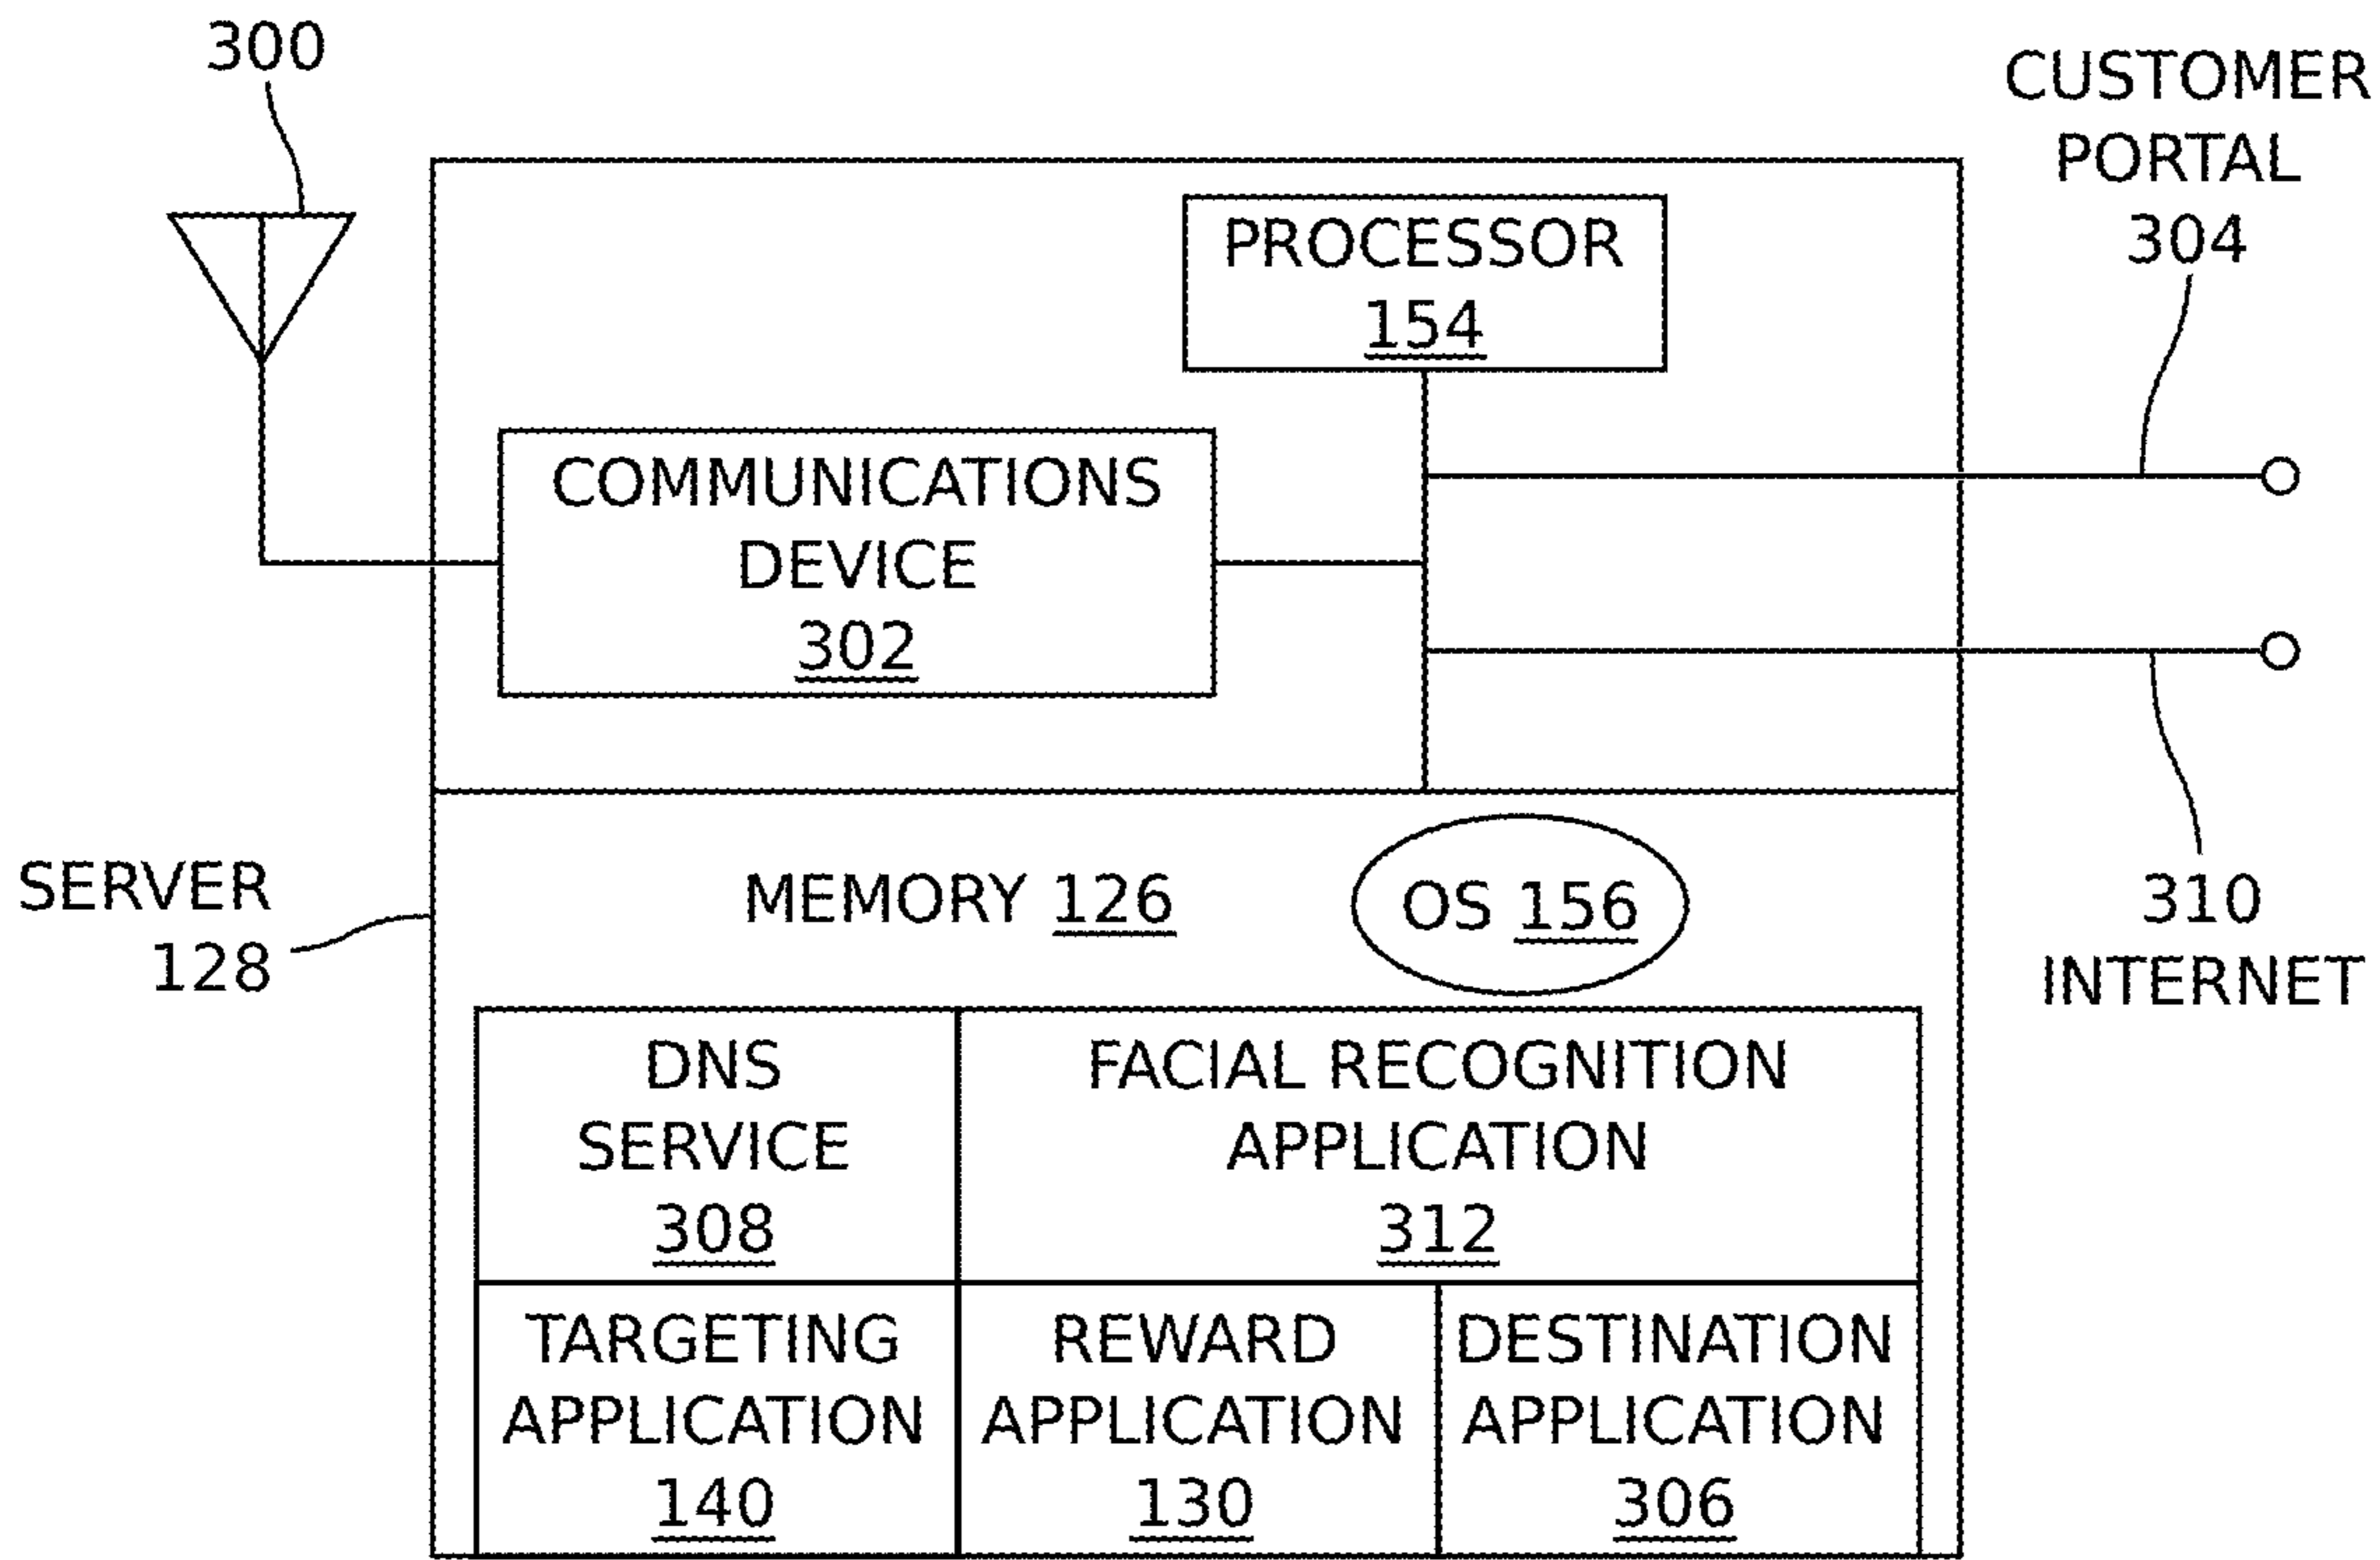 300
CUSTOMER
PORTAL
304
PROCESSOR
154
COMMUNICATIONS
DEVICE
302
SERVER
128
MEMORY 126
OS 156
310
INTERNET
DNS
SERVICE
308
FACIAL RECOGNITION
APPLICATION
312
TARGETING
APPLICATION
140
REWARD
APPLICATION
130
DESTINATION
APPLICATION
306